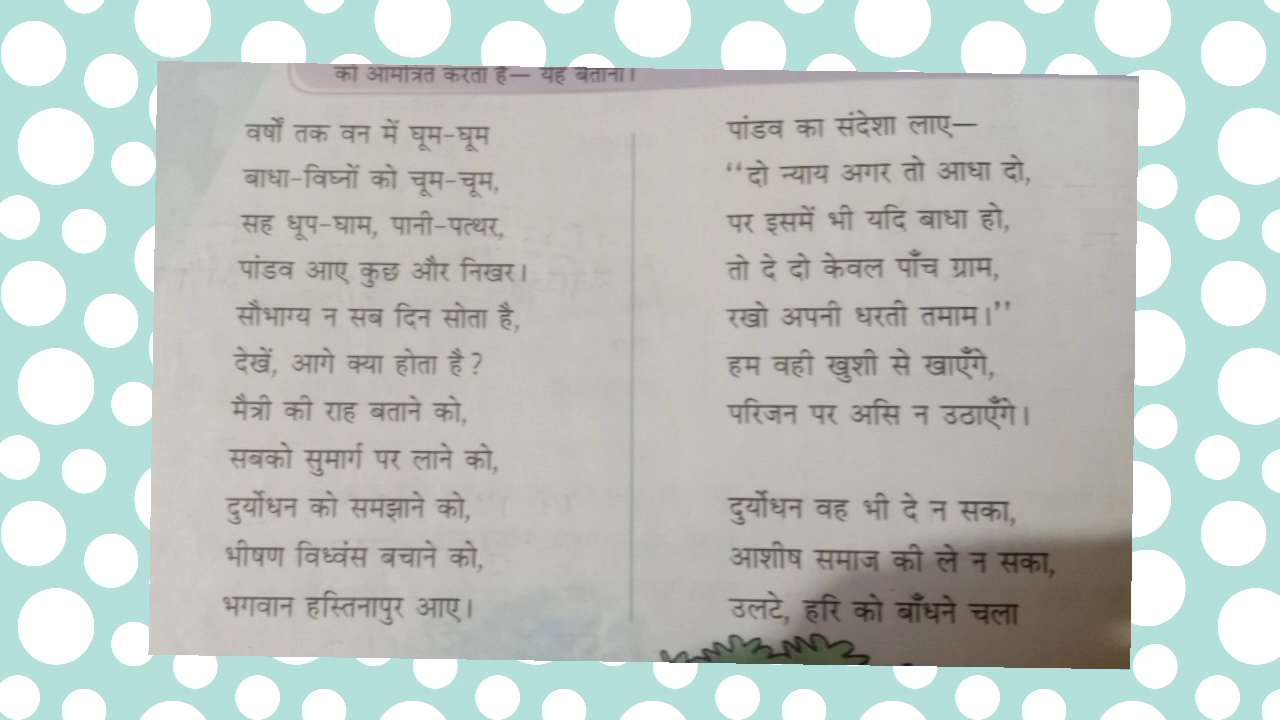 को आमंत्रित करता है— यह बताना।
वर्षों तक वन में घूम-घूम
बाधा-विघ्नों को चूम-चूम,
सह धूप-घाम, पानी-पत्थर,
पांडव आए कुछ और निखर।
सौभाग्य न सब दिन सोता है,
देखें, आगे क्या होता है?
मैत्री की राह बताने को,
सबको सुमार्ग पर लाने को,
दुर्योधन को समझाने को,
भीषण विध्वंस बचाने को,
भगवान हस्तिनापुर आए।
पांडव का संदेशा लाए—
‘‘दो न्याय अगर तो आधा दो,
पर इसमें भी यदि बाधा हो,
तो दे दो केवल पाँच ग्राम,
रखो अपनी धरती तमाम।’’
हम वही खुशी से खाएँगे,
परिजन पर असि न उठाएँगे।
दुर्योधन वह भी दे न सका,
आशीष समाज की ले न सका,
उलटे, हरि को बाँधने चला